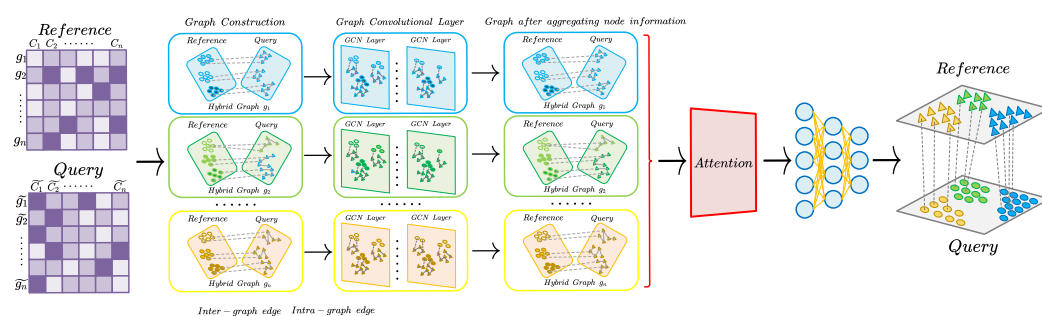 Reference
C₁ C₂ ······ Cₙ
g₁
g₂
⋮
gₙ
Query
C̃₁ C̃₂ ······ C̃ₙ
g̃₁
g̃₂
⋮
g̃ₙ
Graph Construction
Reference Query
Hybrid Graph g₁
Reference Query
Hybrid Graph g₂
······
Reference Query
Hybrid Graph gₙ
Inter − graph edge Intra − graph edge
Graph Convolutional Layer
GCN Layer GCN Layer
GCN Layer GCN Layer
······
GCN Layer GCN Layer
Graph after aggregating node information
Reference Query
Hybrid Graph g₁
Reference Query
Hybrid Graph g₂
······
Reference Query
Hybrid Graph gₙ
Attention
Reference
Query